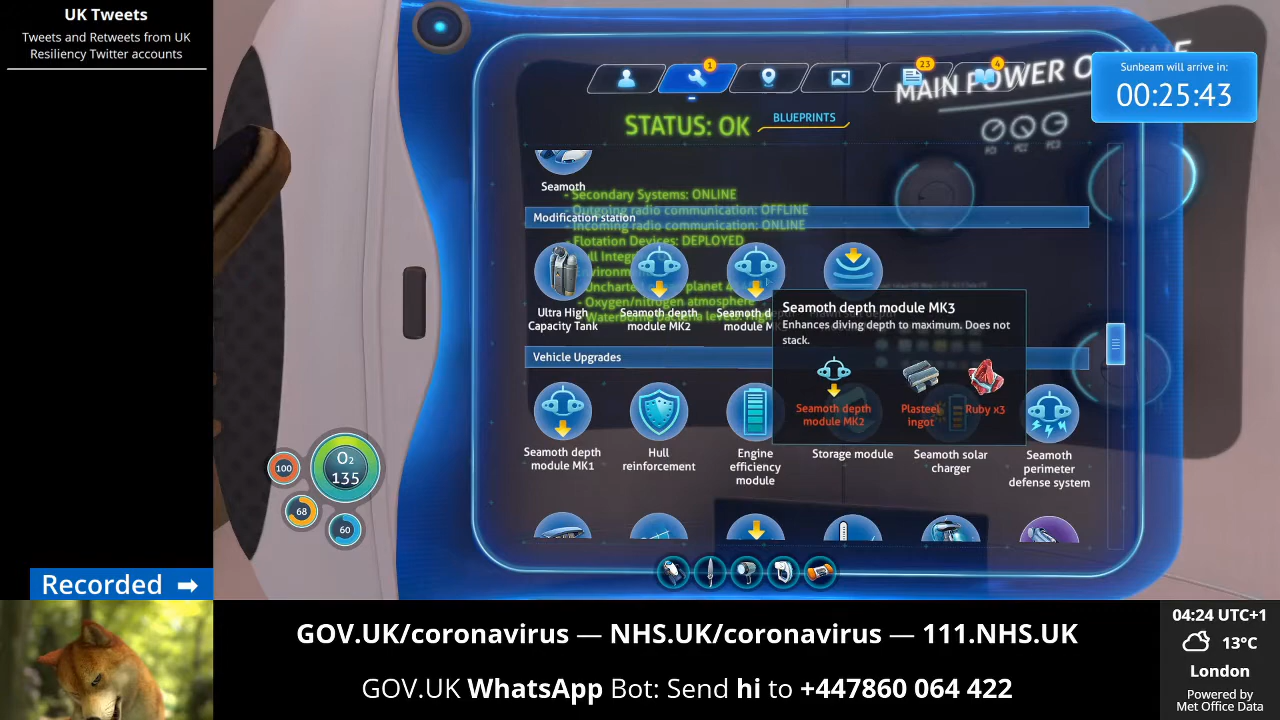 UK Tweets
Tweets and Retweets from UK
Resiliency Twitter accounts
Recorded
23
4
1
MAIN POWER ONLINE
Sunbeam will arrive in:
00:25:43
STATUS: OK
BLUEPRINTS
Seamoth
- Secondary Systems: ONLINE
- Outgoing radio communication: OFFLINE
- Incoming radio communication: ONLINE
- Flotation Devices: DEPLOYED
Modification station
- Oxygen/nitrogen atmosphere
Ultra High
Capacity Tank
Seamoth depth
module MK2
Seamoth depth module MK3
Enhances diving depth to maximum. Does not
stack.
Seamoth depth
module MK2
Plasteel
ingot
Ruby x3
Vehicle Upgrades
Seamoth depth
module MK1
Hull
reinforcement
Engine
efficiency
module
Storage module
Seamoth solar
charger
Seamoth
perimeter
defense system
O₂
135
100
68
60
GOV.UK/coronavirus — NHS.UK/coronavirus — 111.NHS.UK
GOV.UK WhatsApp Bot: Send hi to +447860 064 422
04:24 UTC+1
13°C
London
Powered by
Met Office Data